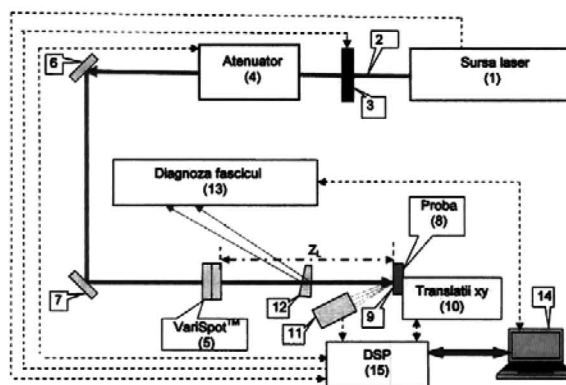 6
Atenuator
(4)
2
3
Sursa laser
(1)
Diagnoza fascicul
(13)
Proba
(8)
Z_L
7
VariSpot™
(5)
12
11
9
Translatii xy
(10)
14
DSP
(15)